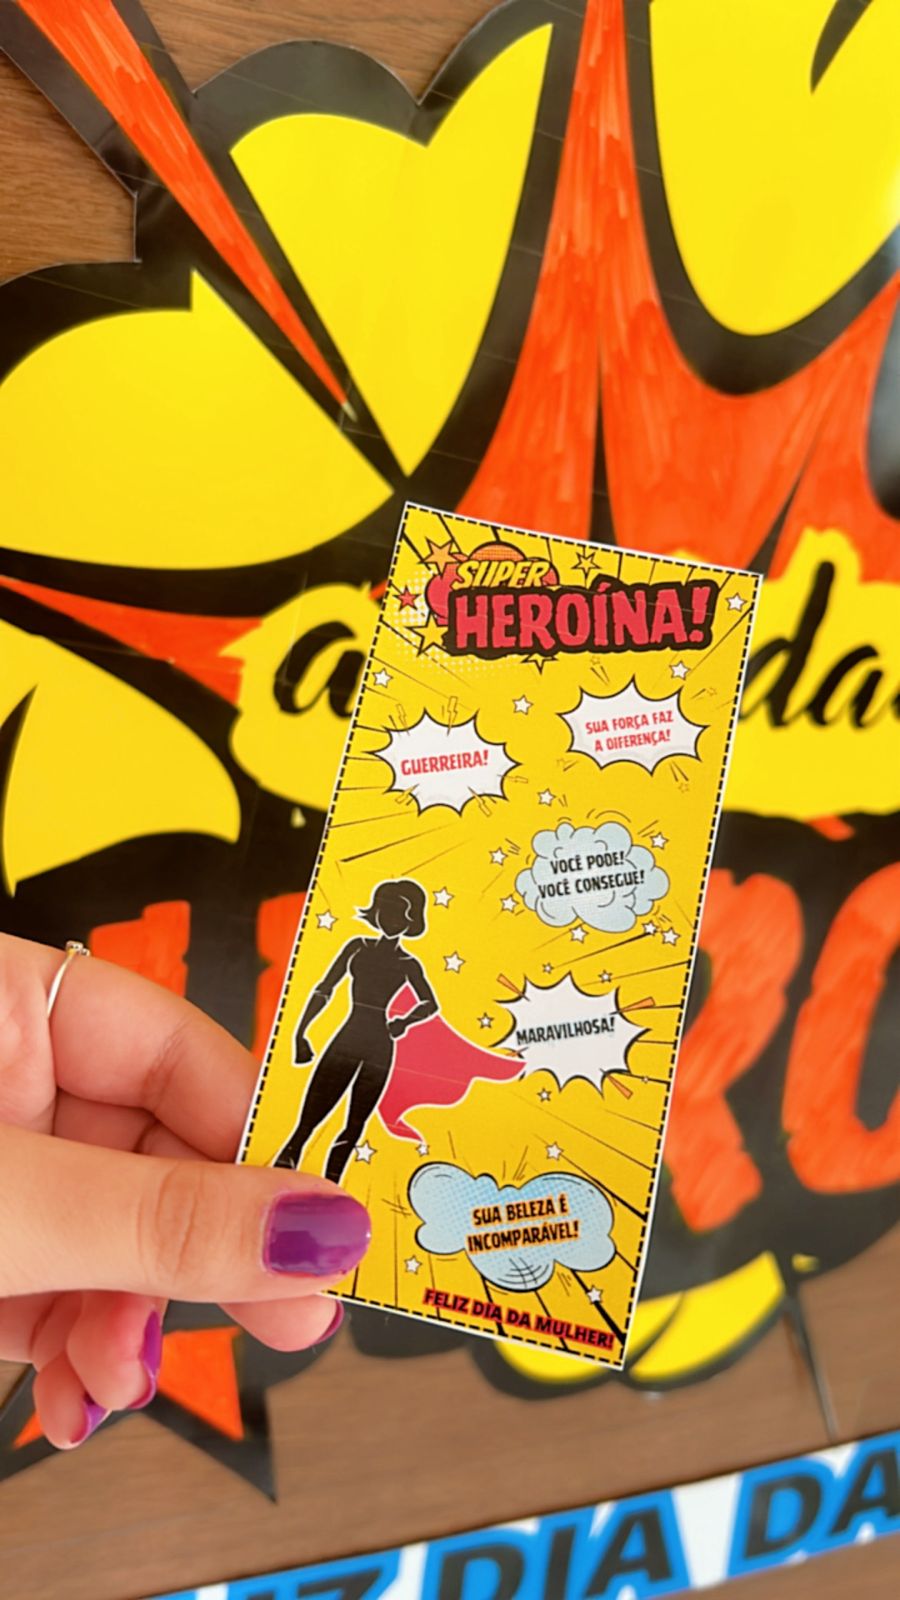 SUPER
HEROÍNA!
GUERREIRA!
SUA FORÇA FAZ
A DIFERENÇA!
VOCÊ PODE!
VOCÊ CONSEGUE!
MARAVILHOSA!
SUA BELEZA É
INCOMPARÁVEL!
FELIZ DIA DA MULHER!
DIA DA